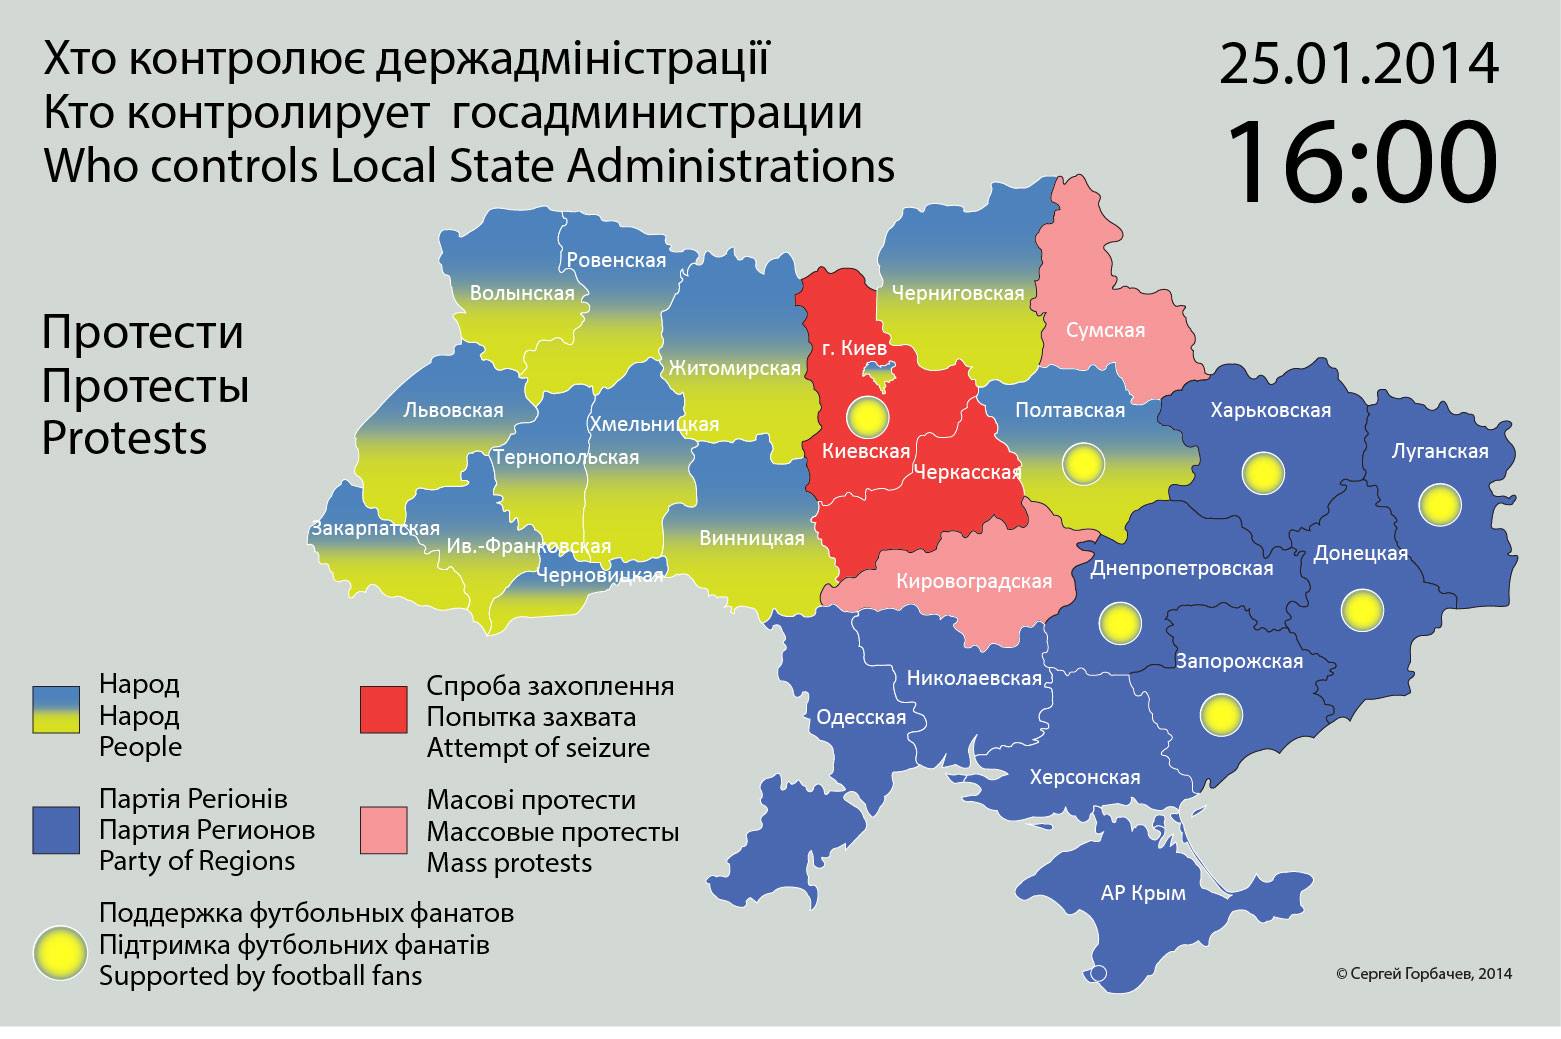 Хто контролює держадміністрації
Кто контролирует госадминистрации
Who controls Local State Administrations
25.01.2014
16:00
Протести
Протесты
Protests
Ровенская
Волынская
Черниговская
Сумская
г. Киев
Житомирская
Львовская
Хмельницкая
Полтавская
Харьковская
Тернопольская
Киевская
Черкасская
Луганская
Закарпатская
Ив.-Франковская
Винницкая
Черновицкая
Кировоградская
Днепропетровская
Донецкая
Запорожская
Николаевская
Одесская
Херсонская
АР Крым
Народ
Народ
People
Спроба захоплення
Попытка захвата
Attempt of seizure
Партія Регіонів
Партия Регионов
Party of Regions
Масові протести
Массовые протесты
Mass protests
Поддержка футбольных фанатов
Підтримка футбольних фанатів
Supported by football fans
© Сергей Горбачев, 2014